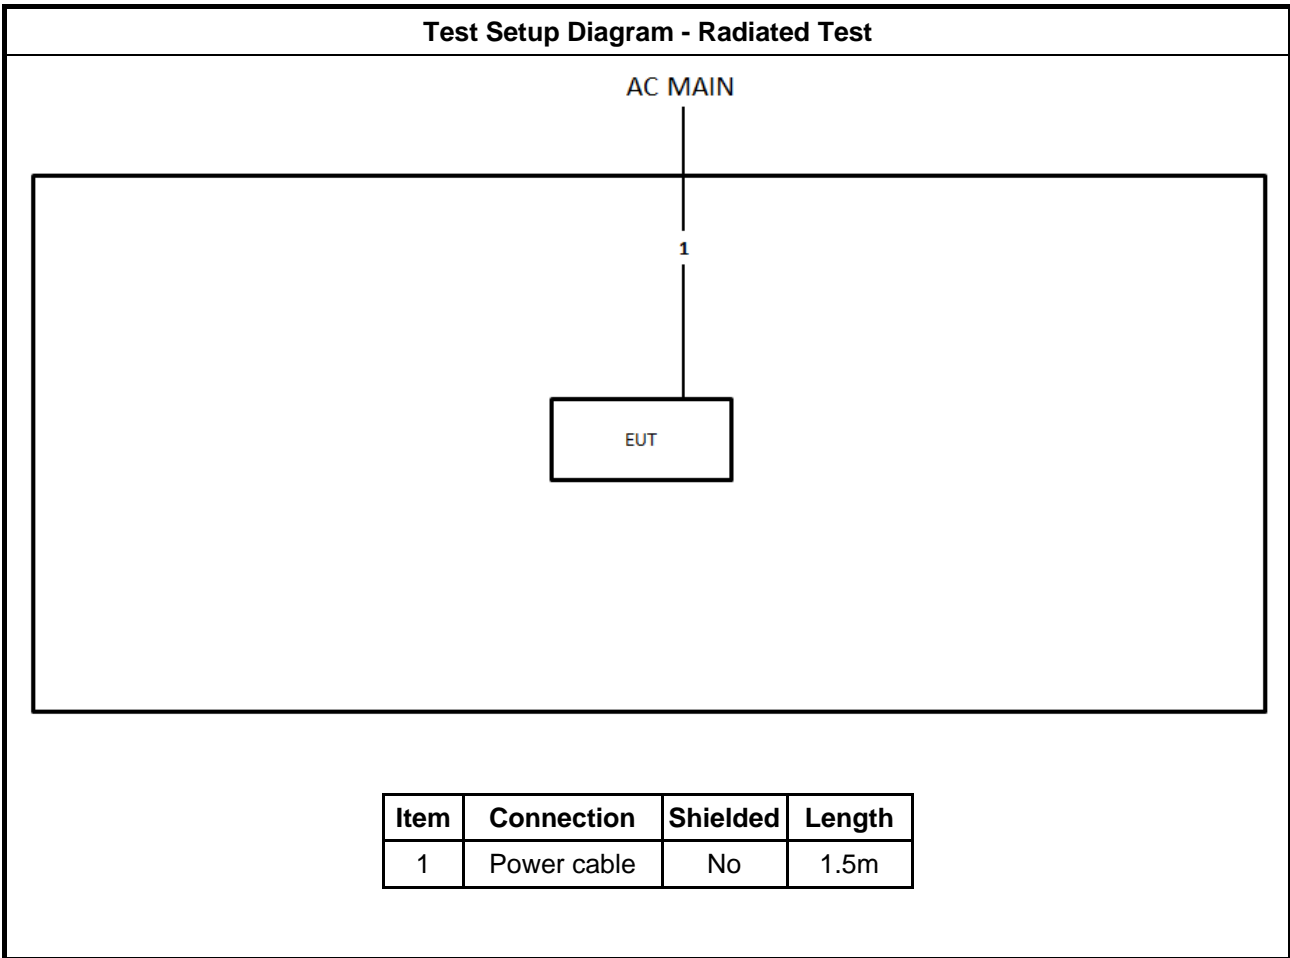 Test Setup Diagram - Radiated Test
AC MAIN
1
EUT
Item Connection Shielded Length
1 Power cable No 1.5m